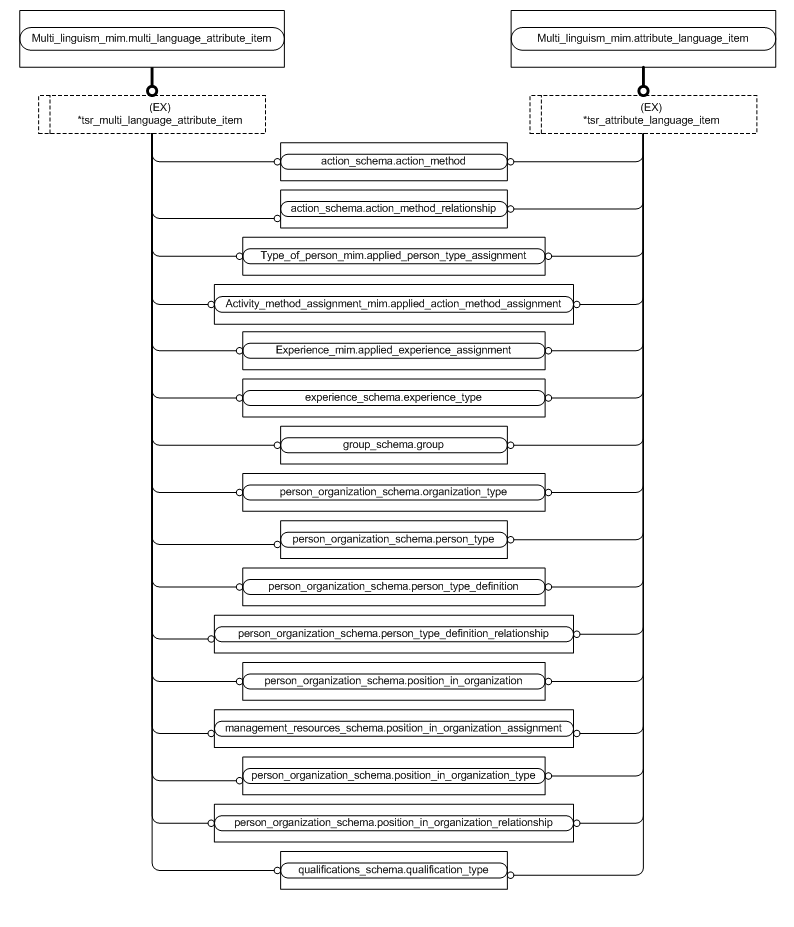 Multi_linguism_mim.multi_language_attribute_item
Multi_linguism_mim.attribute_language_item
(EX)
*tsr_multi_language_attribute_item
(EX)
*tsr_attribute_language_item
action_schema.action_method
action_schema.action_method_relationship
Type_of_person_mim.applied_person_type_assignment
Activity_method_assignment_mim.applied_action_method_assignment
Experience_mim.applied_experience_assignment
experience_schema.experience_type
group_schema.group
person_organization_schema.organization_type
person_organization_schema.person_type
person_organization_schema.person_type_definition
person_organization_schema.person_type_definition_relationship
person_organization_schema.position_in_organization
management_resources_schema.position_in_organization_assignment
person_organization_schema.position_in_organization_type
person_organization_schema.position_in_organization_relationship
qualifications_schema.qualification_type